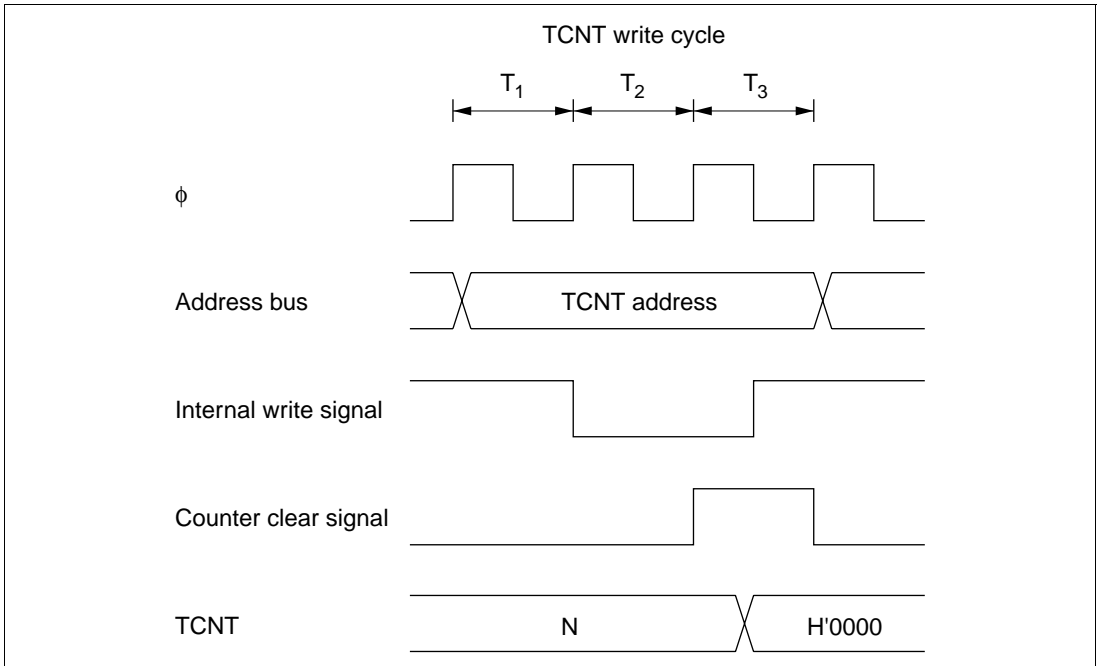 TCNT write cycle
T1 T2 T3
φ
Address bus TCNT address
Internal write signal
Counter clear signal
TCNT N H'0000